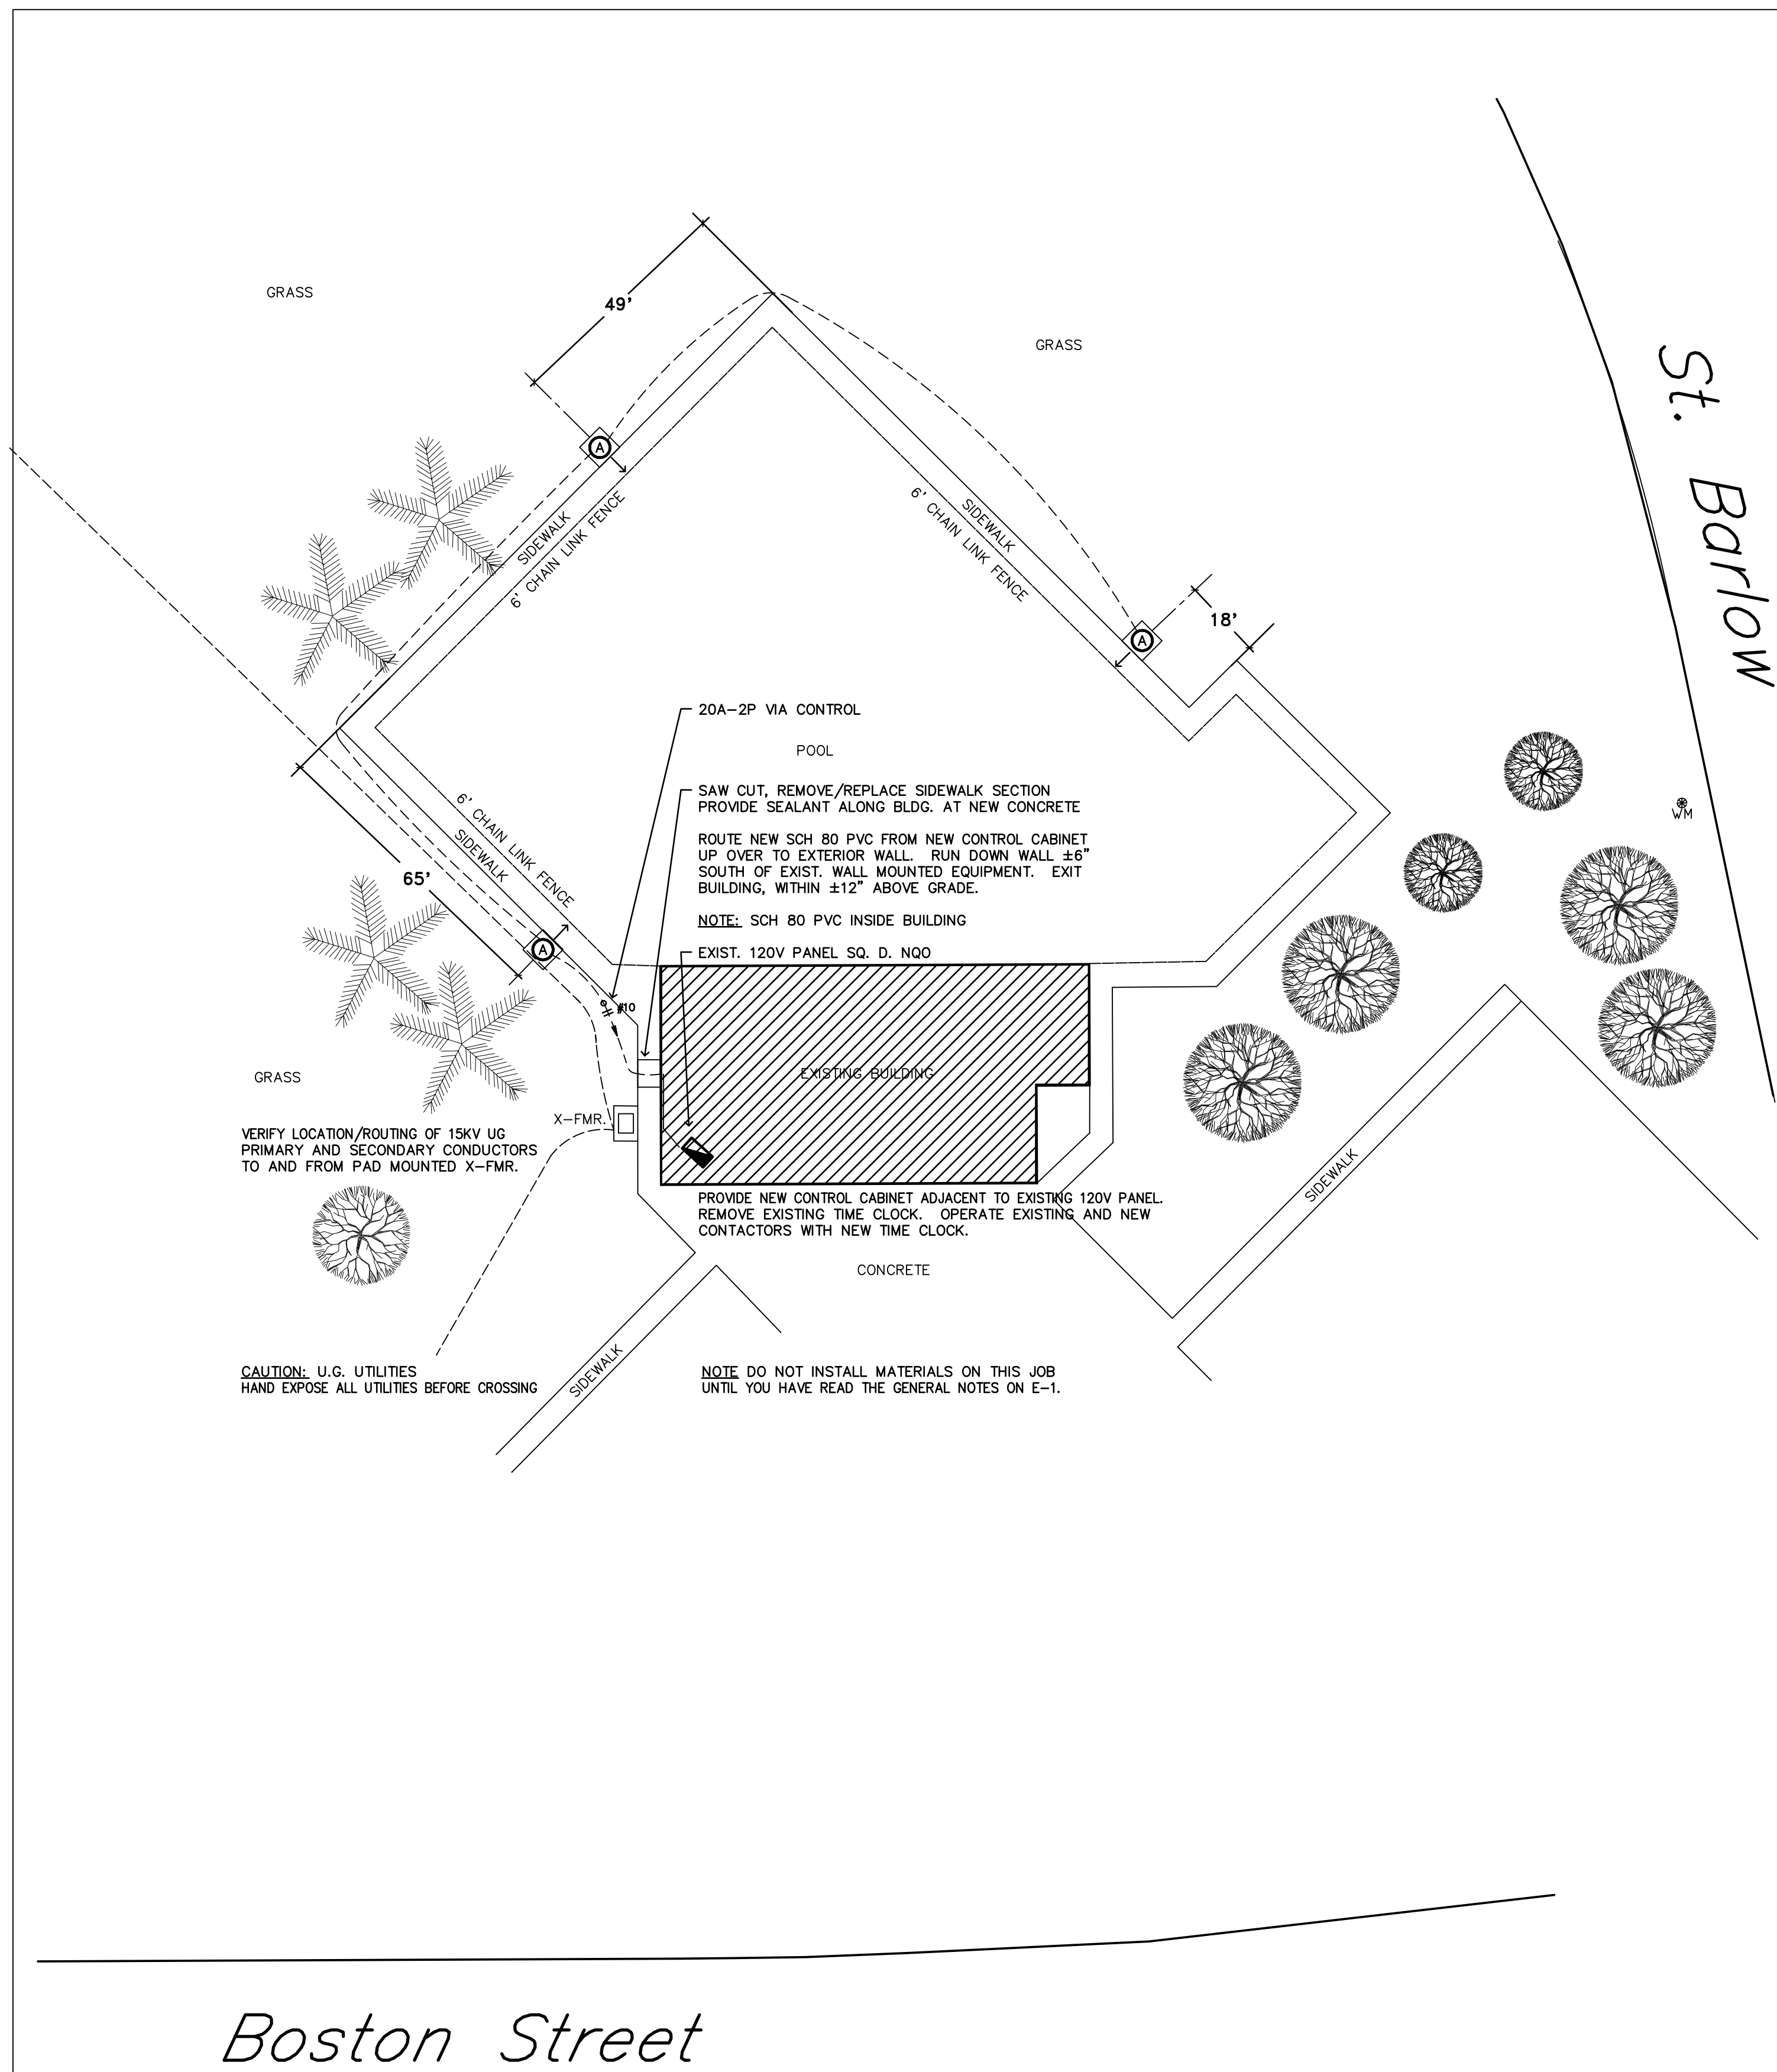 GRASS
49'
GRASS
St. Barlow
A
SIDEWALK
6' CHAIN LINK FENCE
SIDEWALK
6' CHAIN LINK FENCE
A
18'
20A-2P VIA CONTROL
POOL
SAW CUT, REMOVE/REPLACE SIDEWALK SECTION
PROVIDE SEALANT ALONG BLDG. AT NEW CONCRETE
ROUTE NEW SCH 80 PVC FROM NEW CONTROL CABINET
UP OVER TO EXTERIOR WALL. RUN DOWN WALL ±6"
SOUTH OF EXIST. WALL MOUNTED EQUIPMENT. EXIT
BUILDING, WITHIN ±12" ABOVE GRADE.
NOTE: SCH 80 PVC INSIDE BUILDING
EXIST. 120V PANEL SQ. D. NQO
WM
6' CHAIN LINK FENCE
SIDEWALK
65'
A
#10
EXISTING BUILDING
GRASS
X-FMR.
VERIFY LOCATION/ROUTING OF 15KV UG
PRIMARY AND SECONDARY CONDUCTORS
TO AND FROM PAD MOUNTED X-FMR.
SIDEWALK
PROVIDE NEW CONTROL CABINET ADJACENT TO EXISTING 120V PANEL.
REMOVE EXISTING TIME CLOCK. OPERATE EXISTING AND NEW
CONTACTORS WITH NEW TIME CLOCK.
CONCRETE
CAUTION: U.G. UTILITIES
HAND EXPOSE ALL UTILITIES BEFORE CROSSING
SIDEWALK
NOTE DO NOT INSTALL MATERIALS ON THIS JOB
UNTIL YOU HAVE READ THE GENERAL NOTES ON E-1.
Boston Street